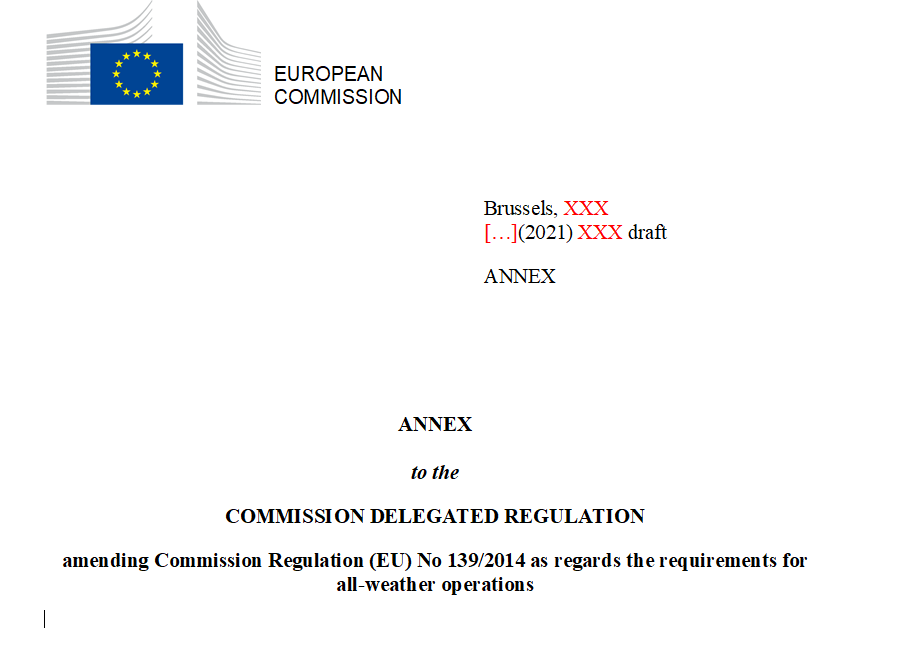 EUROPEAN
COMMISSION
Brussels, XXX
[…](2021) XXX draft
ANNEX
ANNEX
to the
COMMISSION DELEGATED REGULATION
amending Commission Regulation (EU) No 139/2014 as regards the requirements for
all-weather operations